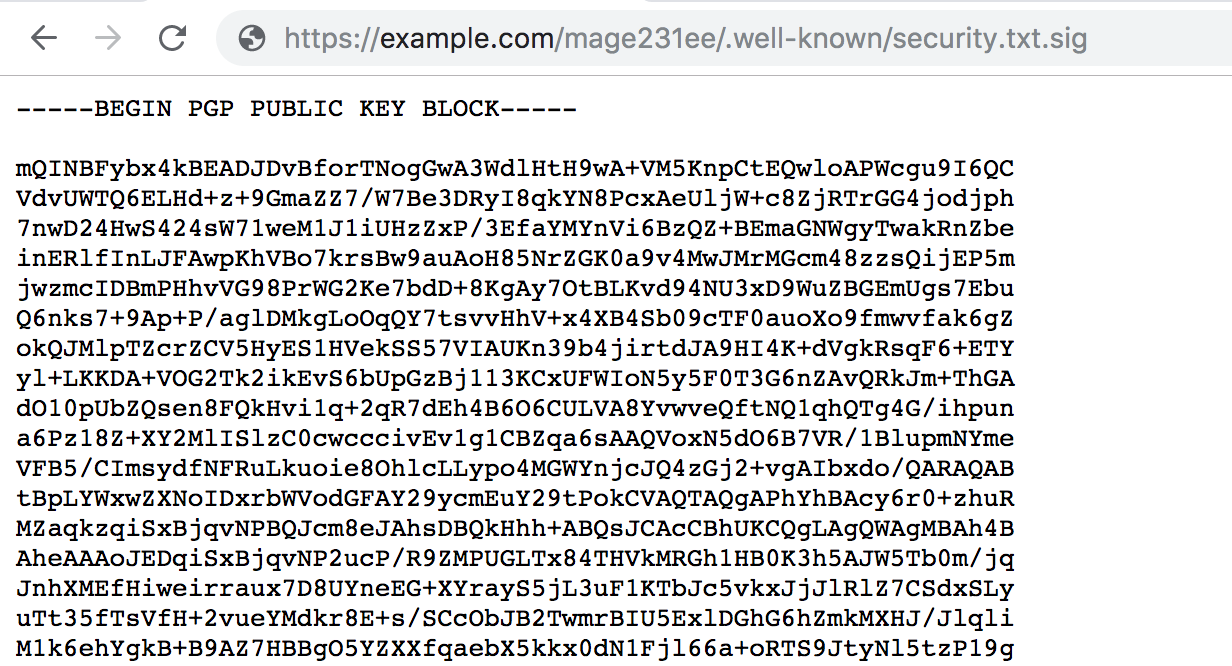 https://example.com/mage231ee/.well-known/security.txt.sig
-----BEGIN PGP PUBLIC KEY BLOCK-----
mQINBFybx4kBEADJDvBforTNogGwA3WdlHtH9wA+VM5KnpCtEQwloAPWcgu9I6QC
VdvUWTQ6ELHd+z+9GmaZZ7/W7Be3DRyI8qkYN8PcxAeUljW+c8ZjRTrGG4jodjph
7nwD24HwS424sW71weM1J1iUHzZxP/3EfaYMYnVi6BzQZ+BEmaGNWgyTwakRnZbe
inERlfInLJFAwpKhVBo7krsBw9auAoH85NrZGK0a9v4MwJMrMGcm48zzsQijEP5m
jwzmcIDBmPHhvVG98PrWG2Ke7bdD+8KgAy7OtBLKvd94NU3xD9WuZBGEmUgs7Ebu
Q6nks7+9Ap+P/aglDMkgLoOqQY7tsvvHhV+x4XB4Sb09cTF0auoXo9fmwvfak6gZ
okQJMlpTZcrZCV5HyES1HVekSS57VIAUKn39b4jirtdJA9HI4K+dVgkRsqF6+ETY
yl+LKKDA+VOG2Tk2ikEvS6bUpGzBj113KCxUFWIoN5y5F0T3G6nZAvQRkJm+ThGA
dO10pUbZQsen8FQkHvi1q+2qR7dEh4B6O6CULVA8YvwveQftNQ1qhQTg4G/ihpun
a6Pz18Z+XY2MlISlzC0cwcccivEv1g1CBZqa6sAAQVoxN5dO6B7VR/1BlupmNYme
VFB5/CImsydfNFRuLkuoie8OhlcLLypo4MGWYnjcJQ4zGj2+vgAIbxdo/QARAQAB
tBpLYWxwZXNoIDxrbWVodGFAY29ycmEuY29tPokCVAQTAQgAPhYhBAcy6r0+zhuR
MZaqkzqiSxBjqvNPBQJcm8eJAhsDBQkHhh+ABQsJCAcCBhUKCQgLAgQWAgMBAh4B
AheAAAoJEDqiSxBjqvNP2ucP/R9ZMPUGLTx84THVkMRGh1HB0K3h5AJW5Tb0m/jq
JnhXMEfHiweirraux7D8UYneEG+XYrayS5jL3uF1KTbJc5vkxJjJlRlZ7CSdxSLy
uTt35fTsVfH+2vueYMdkr8E+s/SCcObJB2TwmrBIU5ExlDGhG6hZmkMXHJ/Jlqli
M1k6ehYgkB+B9AZ7HBBgO5YZXXfqaebX5kkx0dN1Fjl66a+oRTS9JtyNl5tzP19g